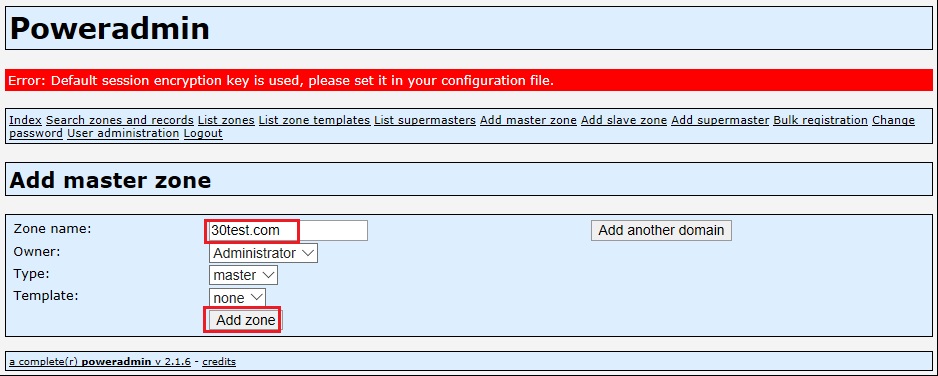 Poweradmin
Error: Default session encryption key is used, please set it in your configuration file.
Index Search zones and records List zones List zone templates List supermasters Add master zone Add slave zone Add supermaster Bulk registration Change
password User administration Logout
Add master zone
Zone name: 30test.com Add another domain
Owner: Administrator
Type: master
Template: none
Add zone
a complete(r) poweradmin v 2.1.6 - credits